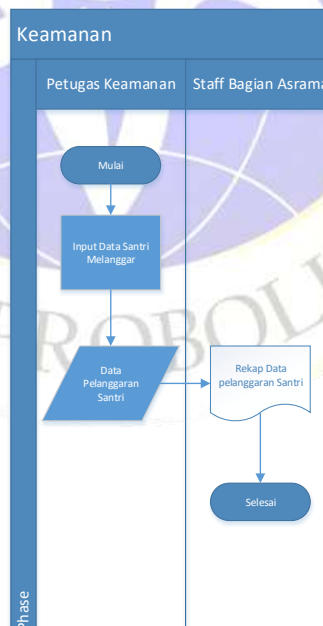 Keamanan
Petugas Keamanan
Staff Bagian Asrama
Mulai
Input Data Santri
Melanggar
PROBOLI
Data
Pelanggaran
Santri
Rekap Data
pelanggaran Santri
Selesai
Phase